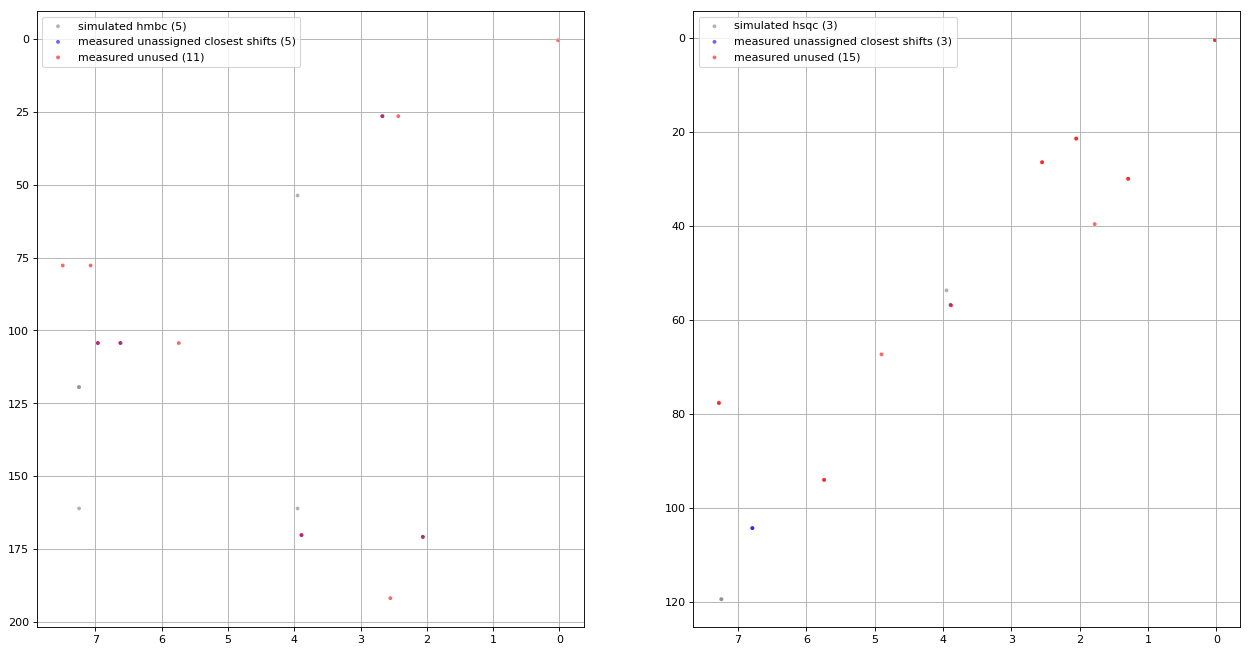 simulated hmbc (5)
measured unassigned closest shifts (5)
measured unused (11)
0
25
50
75
100
125
150
175
200
7 6 5 4 3 2 1 0
simulated hsqc (3)
measured unassigned closest shifts (3)
measured unused (15)
0
20
40
60
80
100
120
7 6 5 4 3 2 1 0